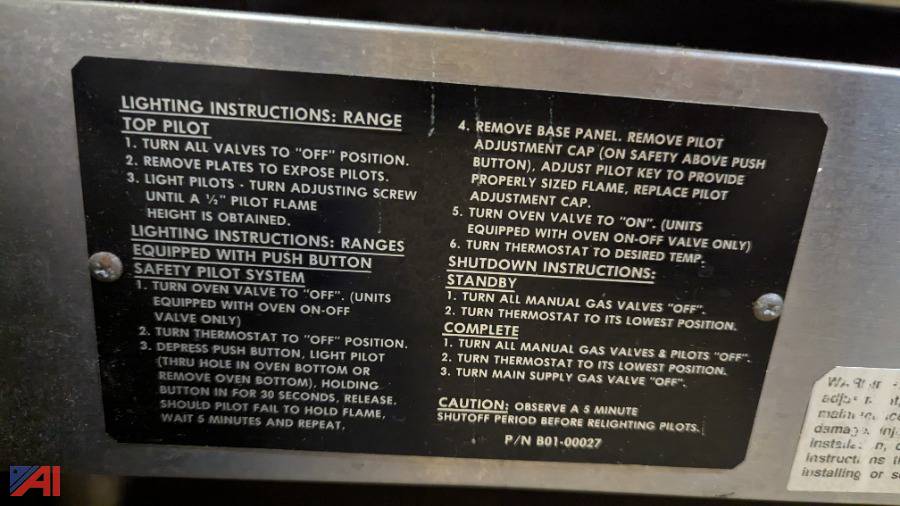 LIGHTING INSTRUCTIONS: RANGE
TOP PILOT
1. TURN ALL VALVES TO "OFF" POSITION.
2. REMOVE PLATES TO EXPOSE PILOTS.
3. LIGHT PILOTS - TURN ADJUSTING SCREW
UNTIL A ½" PILOT FLAME
HEIGHT IS OBTAINED.
LIGHTING INSTRUCTIONS: RANGES
EQUIPPED WITH PUSH BUTTON
SAFETY PILOT SYSTEM
1. TURN OVEN VALVE TO "OFF". (UNITS
EQUIPPED WITH OVEN ON-OFF
VALVE ONLY)
2. TURN THERMOSTAT TO "OFF" POSITION.
3. DEPRESS PUSH BUTTON, LIGHT PILOT
(THRU HOLE IN OVEN BOTTOM OR
REMOVE OVEN BOTTOM), HOLDING
BUTTON IN FOR 30 SECONDS, RELEASE,
SHOULD PILOT FAIL TO HOLD FLAME,
WAIT 5 MINUTES AND REPEAT.
4. REMOVE BASE PANEL. REMOVE PILOT
ADJUSTMENT CAP (ON SAFETY ABOVE PUSH
BUTTON), ADJUST PILOT KEY TO PROVIDE
PROPERLY SIZED FLAME, REPLACE PILOT
ADJUSTMENT CAP.
5. TURN OVEN VALVE TO "ON". (UNITS
EQUIPPED WITH OVEN ON-OFF VALVE ONLY)
6. TURN THERMOSTAT TO DESIRED TEMP.
SHUTDOWN INSTRUCTIONS:
STANDBY
1. TURN ALL MANUAL GAS VALVES "OFF".
2. TURN THERMOSTAT TO ITS LOWEST POSITION.
COMPLETE
1. TURN ALL MANUAL GAS VALVES & PILOTS "OFF".
2. TURN THERMOSTAT TO ITS LOWEST POSITION.
3. TURN MAIN SUPPLY GAS VALVE "OFF".
CAUTION: OBSERVE A 5 MINUTE
SHUTOFF PERIOD BEFORE RELIGHTING PILOTS.
P/N B01-00027
installing or
AI